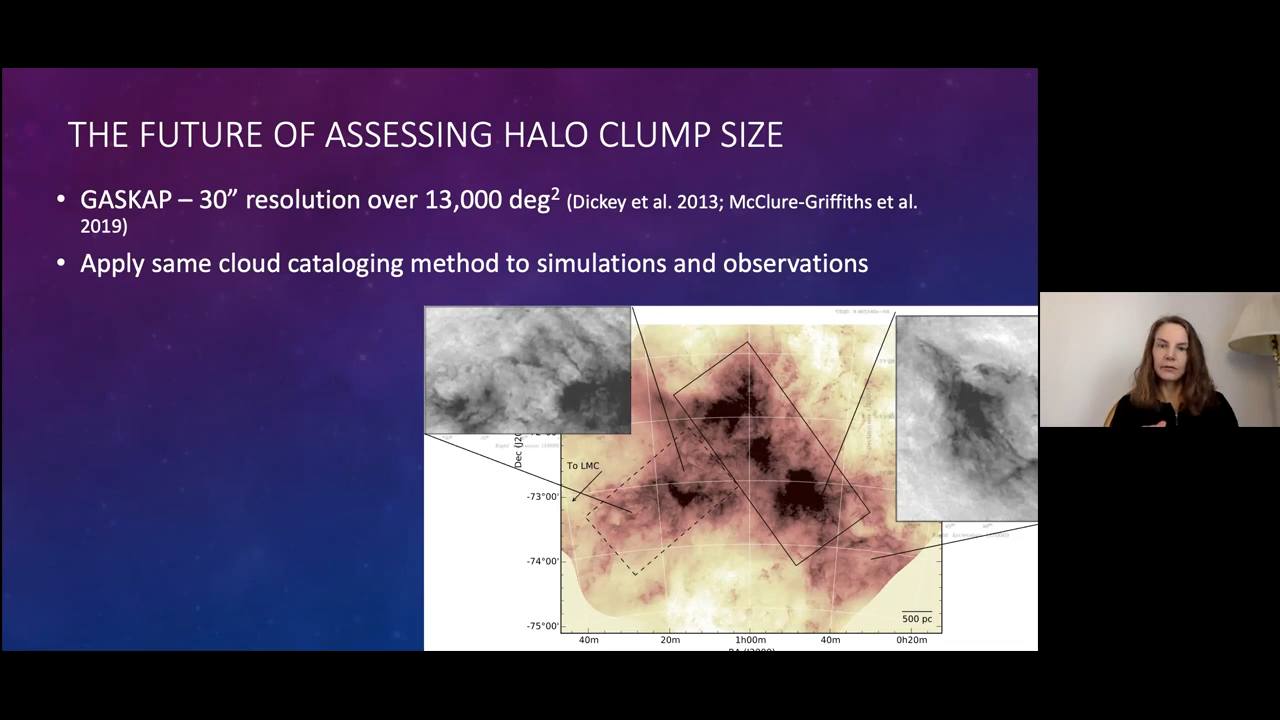 THE FUTURE OF ASSESSING HALO CLUMP SIZE
• GASKAP – 30” resolution over 13,000 deg² (Dickey et al. 2013; McClure-Griffiths et al.
2019)
• Apply same cloud cataloging method to simulations and observations
To LMC
Dec (J20
-73°00'
-74°00'
-75°00'
500 pc
40m 20m 1h00m 40m 0h20m